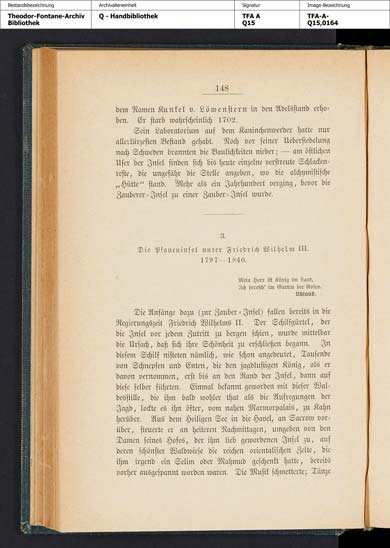 Bestandsbezeichnung
Archivalieneinheit
Signatur
Image-Bezeichnung
Theodor-Fontane-Archiv
Bibliothek
Q - Handbibliothek
TFA A
Q15
TFA-A-
Q15,0164
148
dem Namen Kunkel v. Löwenstern in den Adelsstand erho-
ben. Er starb wahrscheinlich 1702.
Sein Laboratorium auf dem Kaninchenwerder hatte nur
allerkürzesten Bestand gehabt. Noch vor seiner Uebersiedelung
nach Schweden brannten die Baulichkeiten nieder; — am östlichen
Ufer der Insel finden sich bis heute einzelne verstreute Schlacken-
reste, die ungefähr die Stelle angeben, wo die alchymistische
„Hütte“ stand. Mehr als ein Jahrhundert verging, bevor die
Zauberer-Insel zu einer Zauber-Insel wurde.
3.
Die Pfaueninsel unter Friedrich Wilhelm III.
1797—1840.
Mein Herr ist König im Land,
Ich herrsch' im Garten der Rosen.
Uhland.
Die Anfänge dazu (zur Zauber-Insel) fallen bereits in die
Regierungszeit Friedrich Wilhelms II. Der Schilfgürtel, der
die Insel vor jedem Zutritt zu bergen schien, wurde mittelbar
die Ursach, daß sich ihre Schönheit zu erschließen begann. In
diesem Schilf nisteten nämlich, wie schon angedeutet, Tausende
von Schnepfen und Enten, die den jagdlustigen König, als er
davon vernommen, erst bis an den Rand der Insel, dann auf
diese selber führten. Einmal bekannt geworden mit dieser Wal-
desstille, die ihm bald wohler that als die Aufregungen der
Jagd, lockte es ihn öfter, vom nahen Marmorpalais, zu Kahn
herüber. Aus dem Heiligen See in die Havel, an Sacrow vor-
über, steuerte er an heiteren Nachmittagen, umgeben von den
Damen seines Hofes, der ihm lieb gewordenen Insel zu, auf
deren schönster Waldwiese die reichen orientalischen Zelte, die
ihm irgend ein Selim oder Mahmud geschenkt hatte, bereits
vorher ausgespannt worden waren. Die Musik schmetterte; Tänze